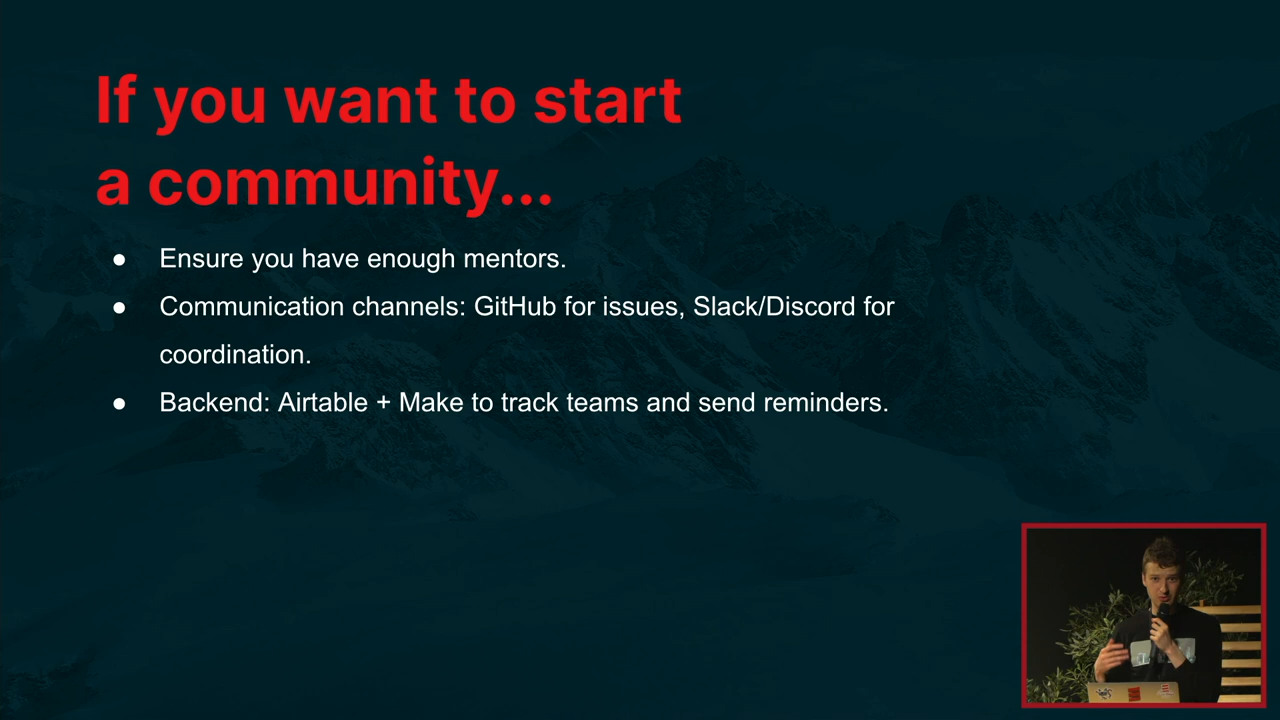 If you want to start
a community...
● Ensure you have enough mentors.
● Communication channels: GitHub for issues, Slack/Discord for
coordination.
● Backend: Airtable + Make to track teams and send reminders.